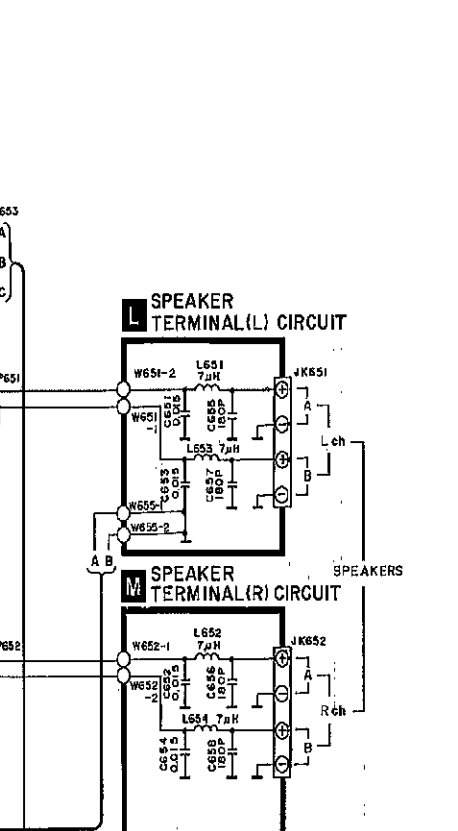 653
A
B
C
L SPEAKER
TERMINAL(L) CIRCUIT
P651
W651-2
L651
7μH
JK651
W651
-1
C651
0.015
C655
180P
+
A
-
L ch
L653 7μH
C653
0.015
C657
180P
+
B
-
W655-1
W655-2
A B
SPEAKERS
M SPEAKER
TERMINAL(R) CIRCUIT
P652
W652-1
L652
7μH
JK652
W652
-2
C652
0.015
C656
180P
+
A
-
R ch
L654 7μH
C654
0.015
C658
180P
+
B
-